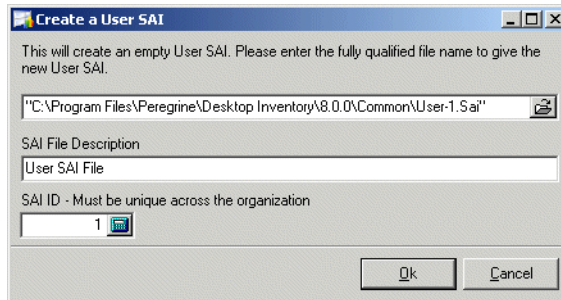 Create a User SAI
This will create an empty User SAI. Please enter the fully qualified file name to give the
new User SAI.
"C:\Program Files\Peregrine\Desktop Inventory\8.0.0\Common\User-1.Sai"
SAI File Description
User SAI File
SAI ID - Must be unique across the organization
1
Ok
Cancel